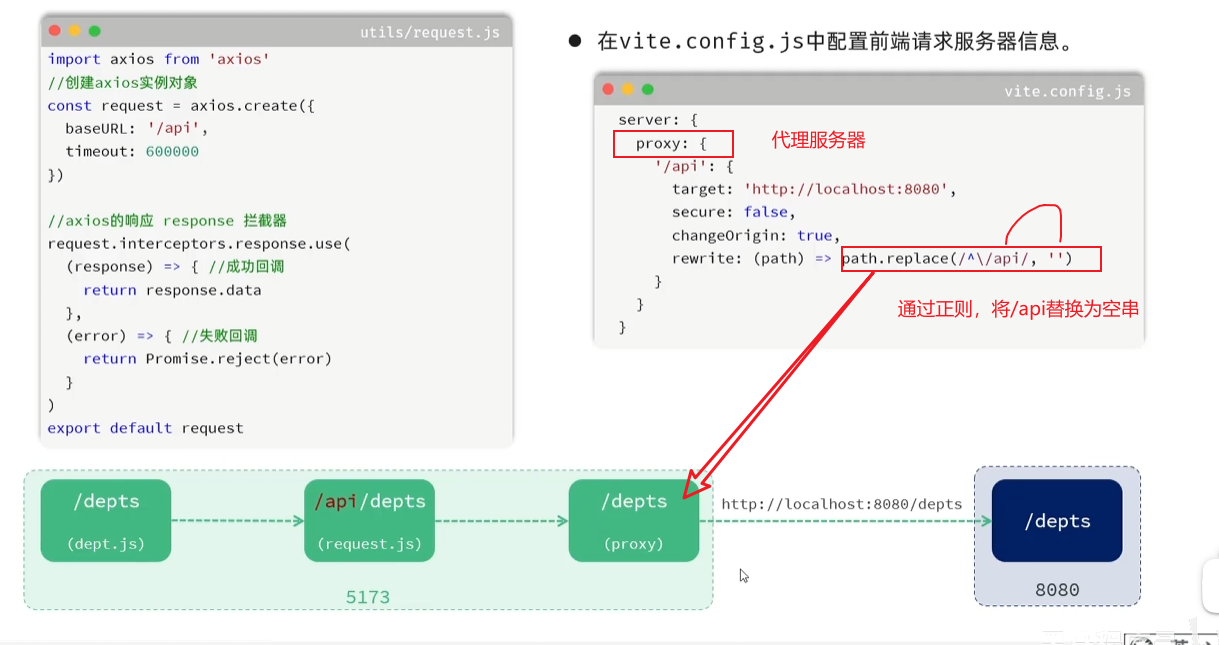 utils/request.js
import axios from 'axios'
//创建axios实例对象
const request = axios.create({
  baseURL: '/api',
  timeout: 600000
})
//axios的响应 response 拦截器
request.interceptors.response.use(
  (response) => { //成功回调
    return response.data
  },
  (error) => { //失败回调
    return Promise.reject(error)
  }
)
export default request
● 在vite.config.js中配置前端请求服务器信息。
vite.config.js
server: {
  proxy: {
代理服务器
    '/api': {
      target: 'http://localhost:8080',
      secure: false,
      changeOrigin: true,
      rewrite: (path) => path.replace(/^\/api/, '')
    }
  }
}
通过正则，将/api替换为空串
/depts
(dept.js)
/api/depts
(request.js)
/depts
(proxy)
5173
http://localhost:8080/depts
/depts
8080